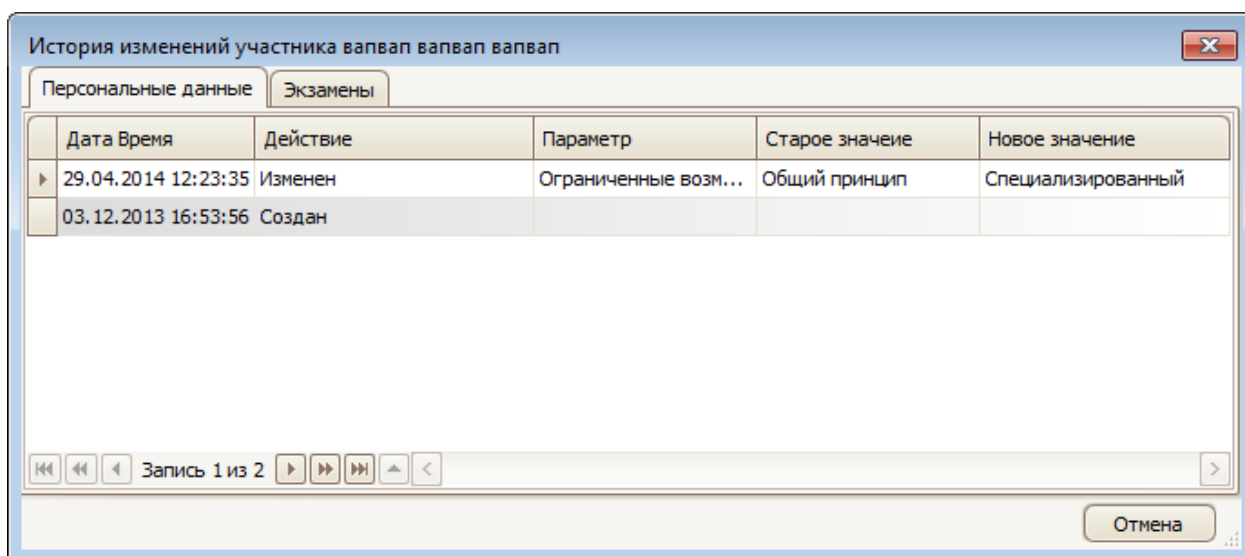 История изменений участника вапвап вапвап вапвап
Персональные данные Экзамены
Дата Время Действие Параметр Старое значеие Новое значение
29.04.2014 12:23:35 Изменен Ограниченные возм... Общий принцип Специализированный
03.12.2013 16:53:56 Создан
Запись 1 из 2
Отмена